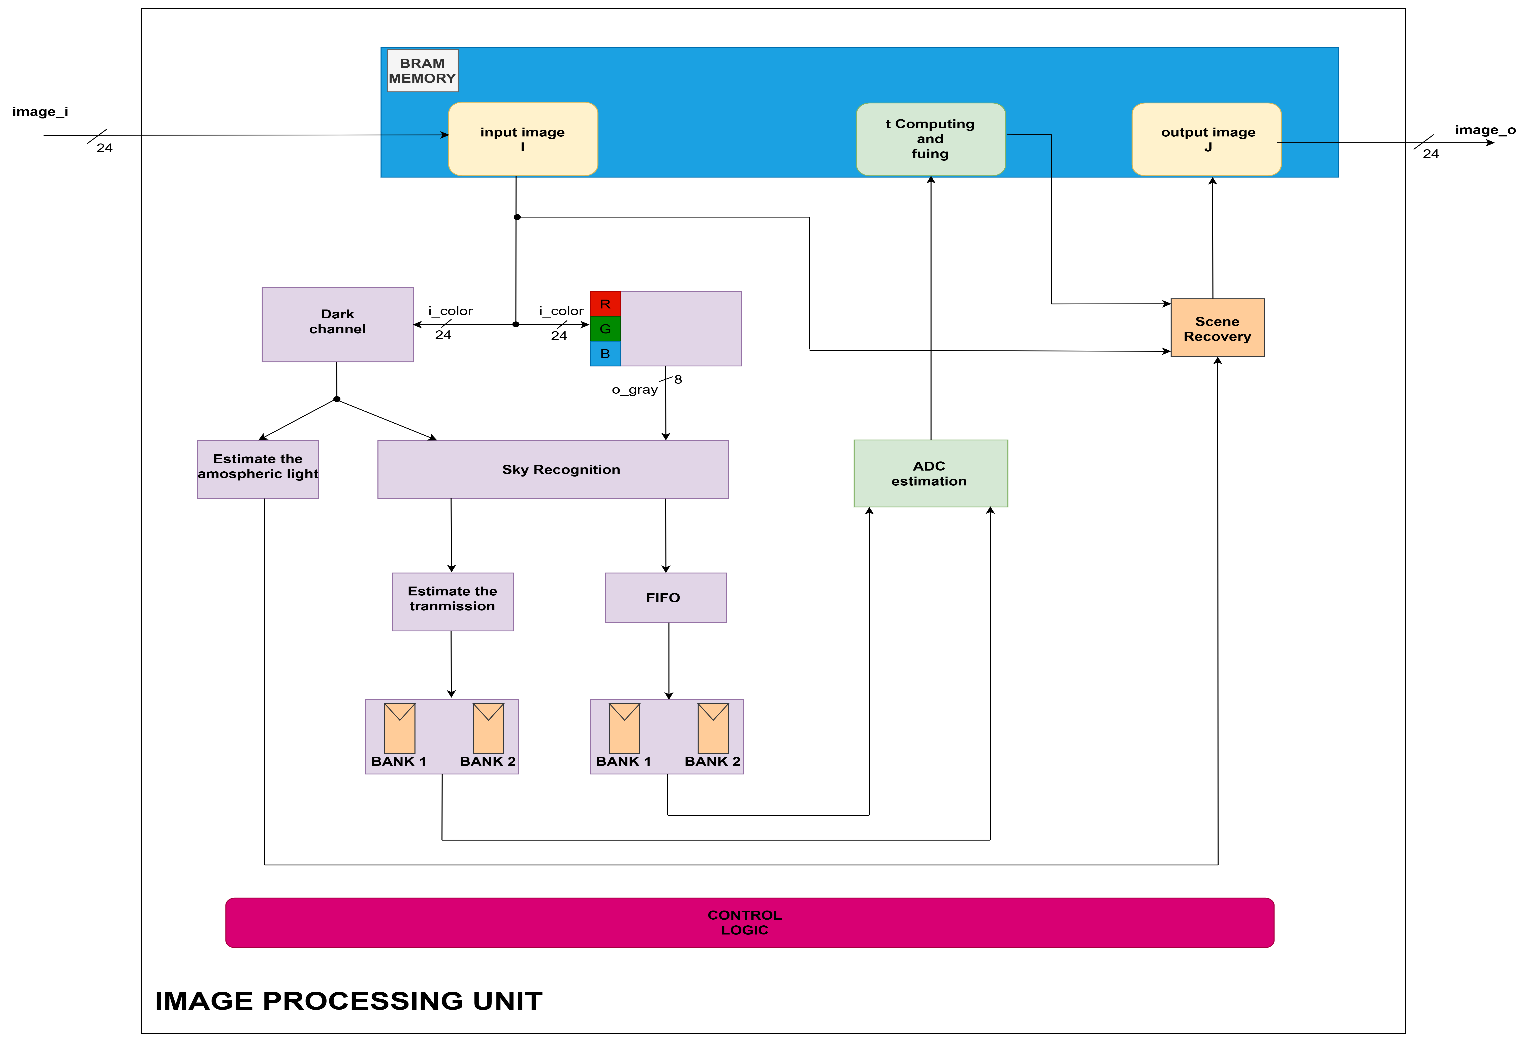 BRAM
MEMORY
image_i
24
input image
I
t Computing
and
fuing
output image
J
image_o
24
Dark
channel
i_color
24
i_color
24
R
G
B
o_gray
8
Scene
Recovery
Estimate the
amospheric light
Sky Recognition
ADC
estimation
Estimate the
tranmission
FIFO
BANK 1
BANK 2
BANK 1
BANK 2
CONTROL
LOGIC
IMAGE PROCESSING UNIT